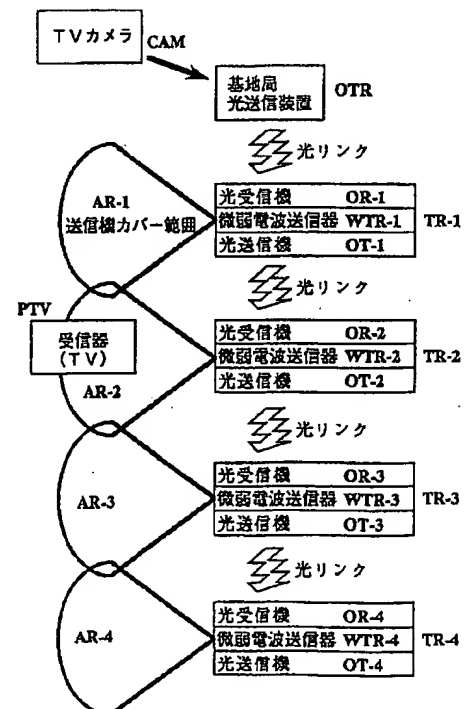 TVカメラ
CAM
基地局
光送信装置
OTR
光リンク
AR-1
送信機カバー範囲
光受信機 OR-1
微弱電波送信器 WTR-1
光送信機 OT-1
TR-1
光リンク
PTV
受信器
(TV)
AR-2
光受信機 OR-2
微弱電波送信器 WTR-2
光送信機 OT-2
TR-2
光リンク
AR-3
光受信機 OR-3
微弱電波送信器 WTR-3
光送信機 OT-3
TR-3
光リンク
AR-4
光受信機 OR-4
微弱電波送信器 WTR-4
光送信機 OT-4
TR-4